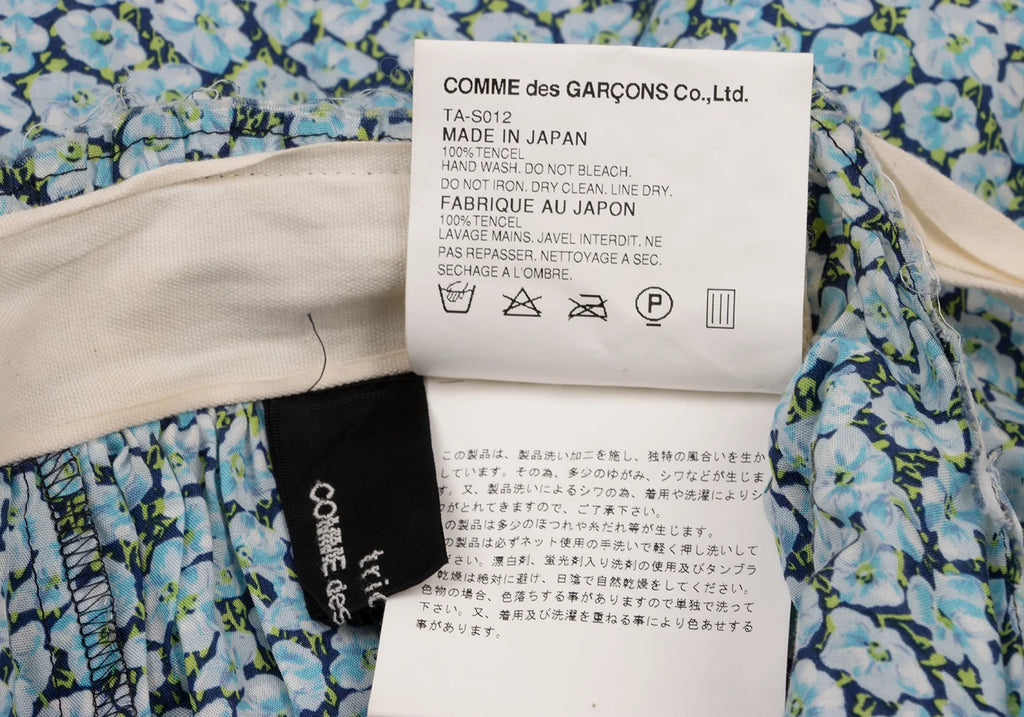 COMME des GARÇONS Co.,Ltd.
TA-S012
MADE IN JAPAN
100%TENCEL
HAND WASH. DO NOT BLEACH.
DO NOT IRON. DRY CLEAN. LINE DRY.
FABRIQUE AU JAPON
100%TENCEL
LAVAGE MAINS. JAVEL INTERDIT. NE
PAS REPASSER. NETTOYAGE A SEC.
SECHAGE A L'OMBRE.
P
この製品は、製品洗い加工を施し、独特の風合いを生か
しています。その為、多少のゆがみ、シワなどが生じま
す。又、製品洗いによるシワの為、着用や洗濯によりシ
がとれてきますので、ご了承下さい。
の製品は多少のほつれや糸だれ等が生じます。
の製品は必ずネット使用の手洗いで軽く押し洗いして
ださい。漂白剤、蛍光剤入り洗剤の使用及びタンブラ
乾燥は絶対に避け、日陰で自然乾燥をしてください。
色物の場合、色落ちする事がありますので単独で洗って
下さい。又、着用及び洗濯を重ねる事により色あせする
事があります。
tric
COMME des